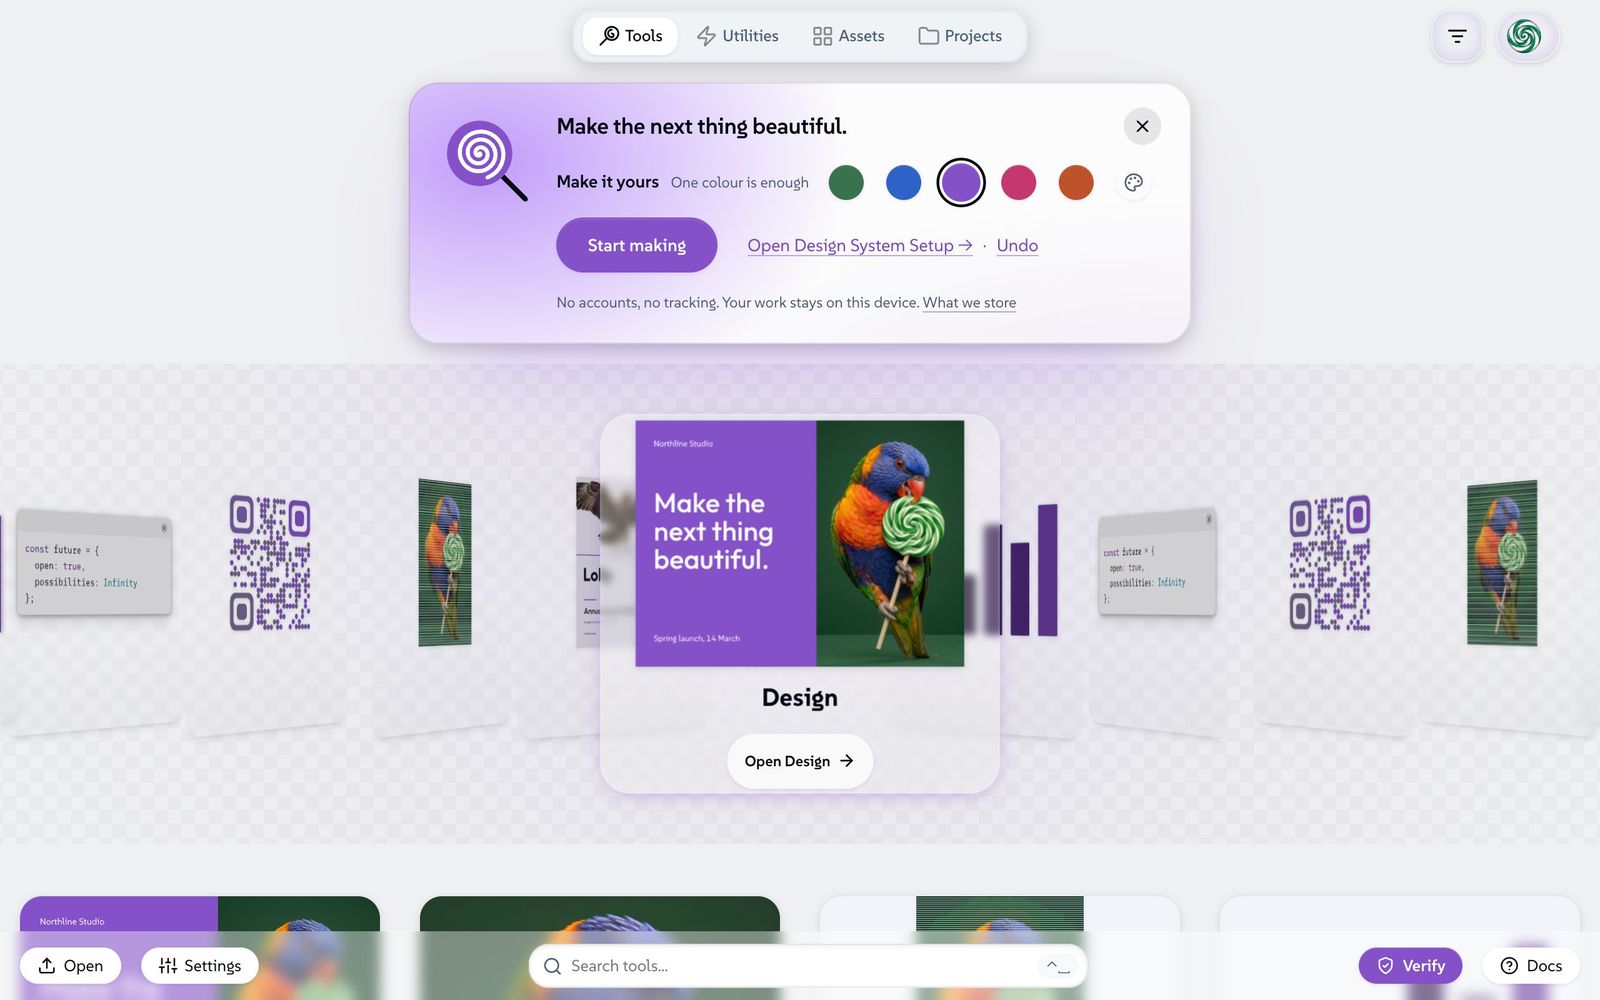 Tools
Utilities
Assets
Projects
Make the next thing beautiful.
Make it yours
One colour is enough
Start making
Open Design System Setup →
·
Undo
No accounts, no tracking. Your work stays on this device. What we store
const future = {
open: true,
possibilities: Infinity
};
Northline Studio
Make the
next thing
beautiful.
Spring launch, 14 March
const future = {
open: true,
possibilities: Infinity
};
Design
Open Design →
Northline Studio
Open
Settings
Search tools...
Verify
Docs